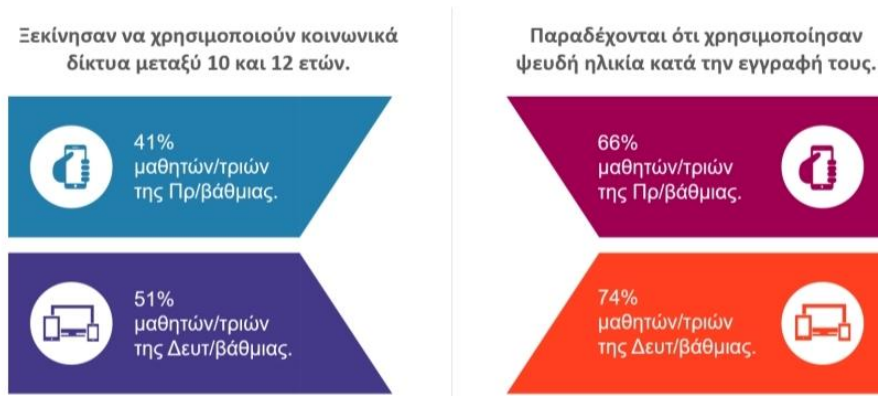 Ξεκίνησαν να χρησιμοποιούν κοινωνικά
δίκτυα μεταξύ 10 και 12 ετών.
41%
μαθητών/τριών
της Πρ/βάθμιας.
51%
μαθητών/τριών
της Δευτ/βάθμιας.
Παραδέχονται ότι χρησιμοποίησαν
ψευδή ηλικία κατά την εγγραφή τους.
66%
μαθητών/τριών
της Πρ/βάθμιας.
74%
μαθητών/τριών
της Δευτ/βάθμιας.